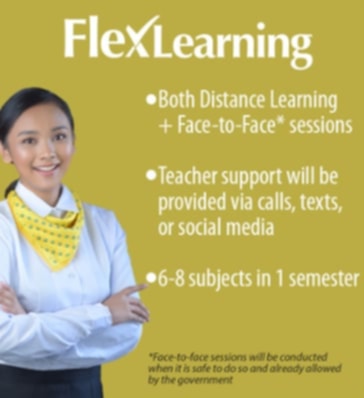 FlexLearning
•Both Distance Learning
+ Face-to-Face* sessions
•Teacher support will be
provided via calls, texts,
or social media
•6-8 subjects in 1 semester
*Face-to-face sessions will be conducted
when it is safe to do so and already allowed
by the government